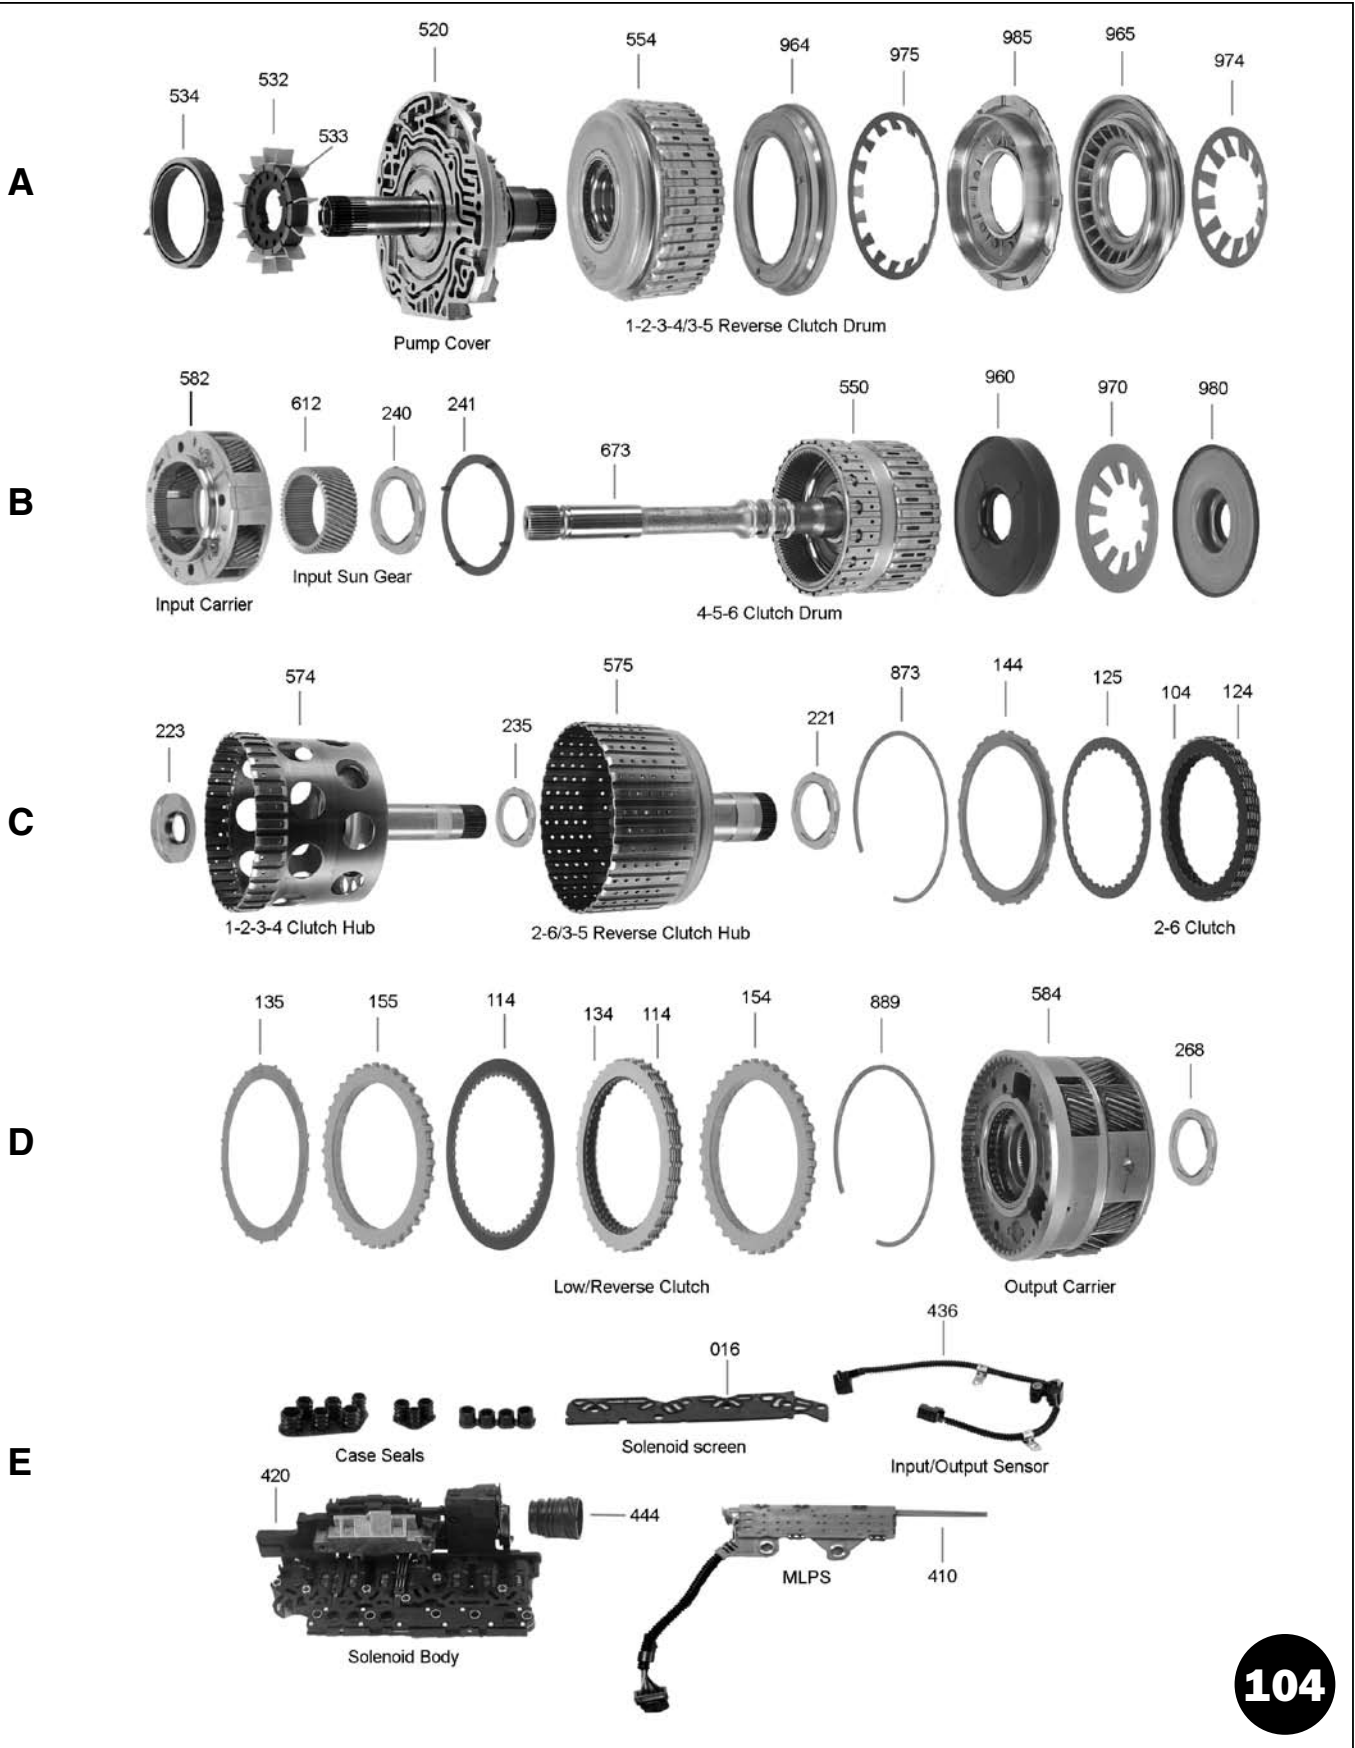 520
554
964
985
965
975
974
532
534
533
A
Pump Cover
1-2-3-4/3-5 Reverse Clutch Drum
582
612
240
241
673
550
960
970
980
B
Input Sun Gear
Input Carrier
4-5-6 Clutch Drum
574
575
873
144
125
104
124
223
235
221
C
1-2-3-4 Clutch Hub
2-6/3-5 Reverse Clutch Hub
2-6 Clutch
135
155
114
134
114
154
889
584
268
D
Low/Reverse Clutch
Output Carrier
436
016
Case Seals
Solenoid screen
Input/Output Sensor
E
420
444
MLPS
410
Solenoid Body
104